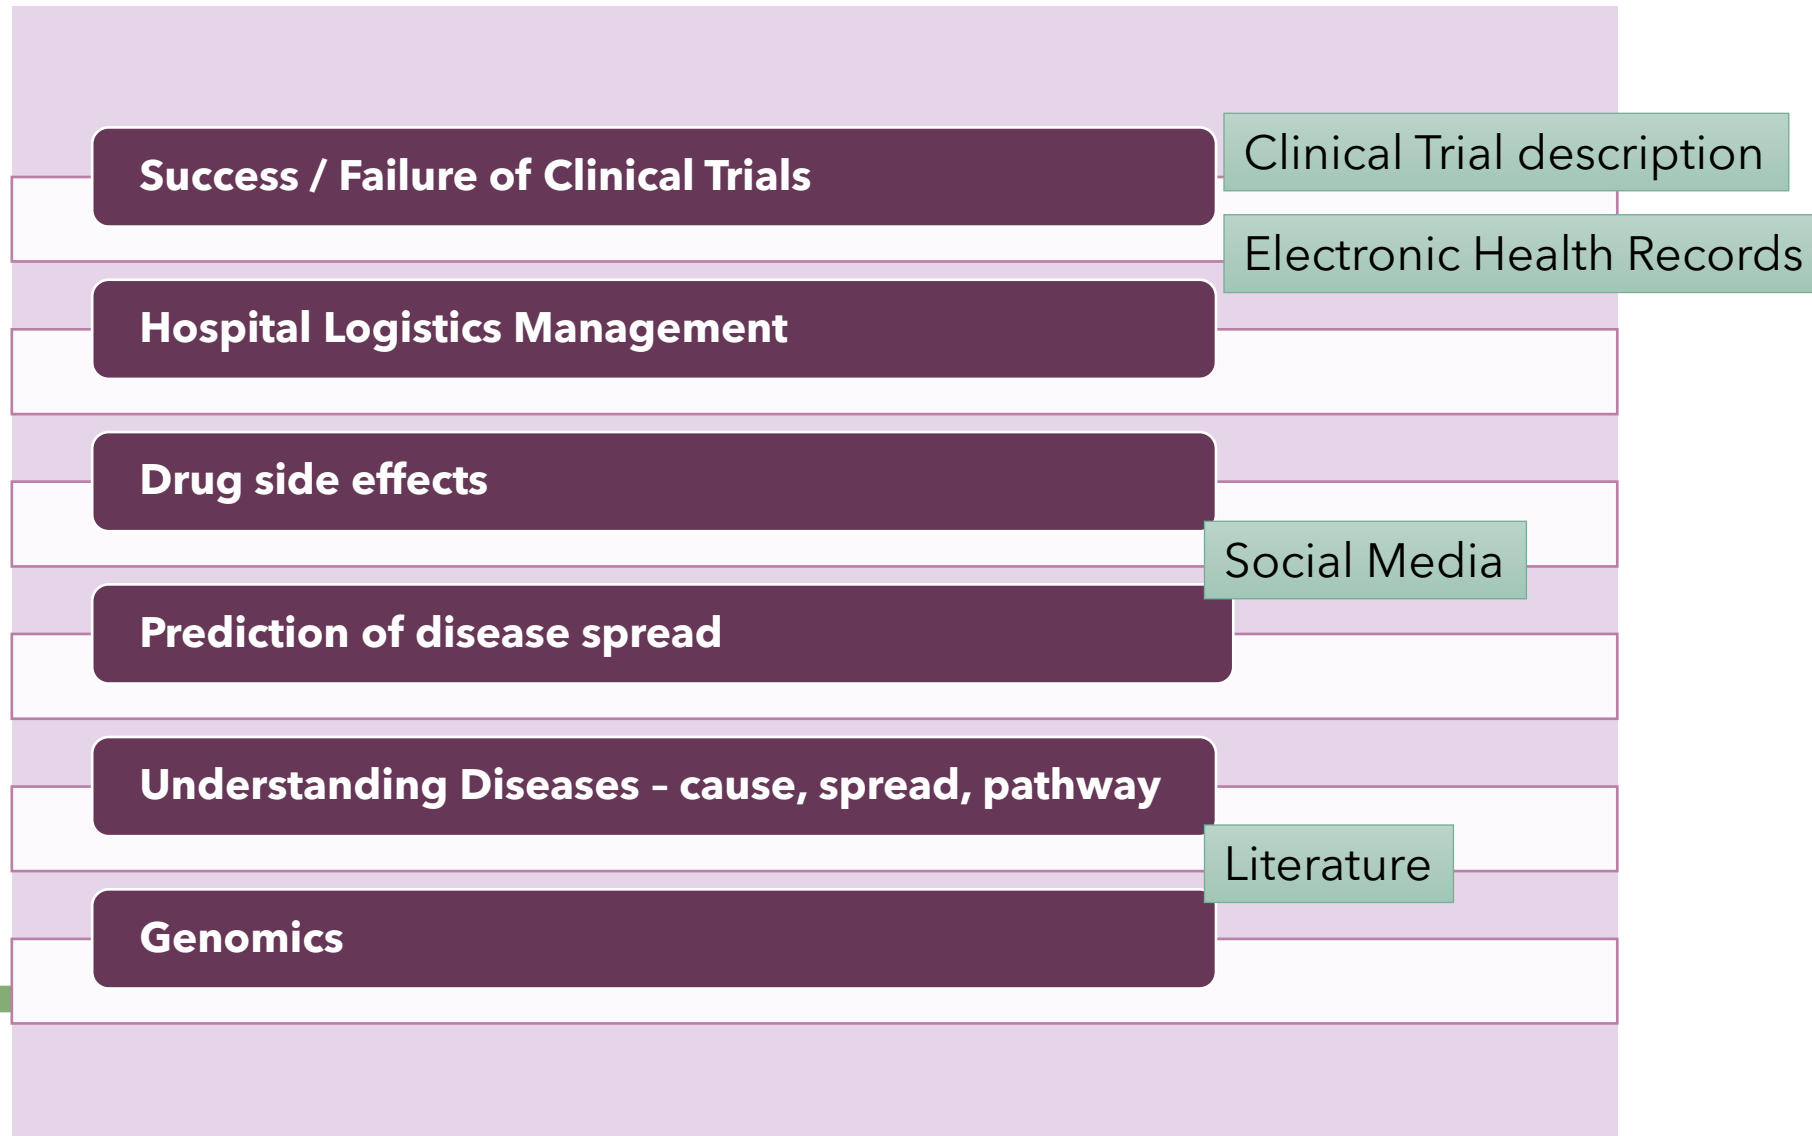 Success / Failure of Clinical Trials
Clinical Trial description
Electronic Health Records
Hospital Logistics Management
Drug side effects
Social Media
Prediction of disease spread
Understanding Diseases – cause, spread, pathway
Literature
Genomics